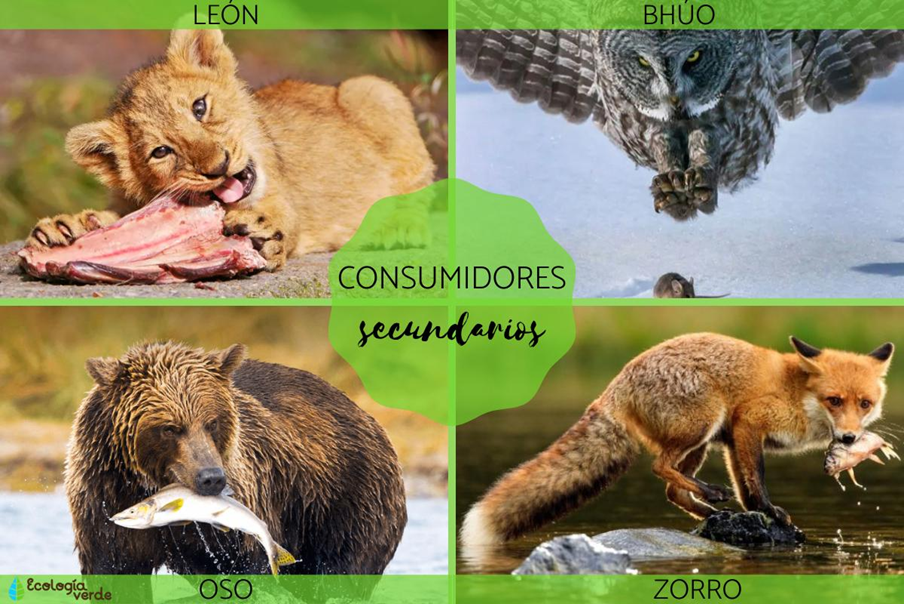 LEÓN
BHÚO
CONSUMIDORES
secundarios
Ecología
verde
OSO
ZORRO